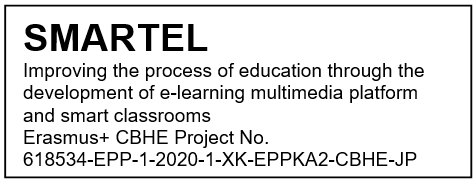 SMARTEL
Improving the process of education through the
development of e-learning multimedia platform
and smart classrooms
Erasmus+ CBHE Project No.
618534-EPP-1-2020-1-XK-EPPKA2-CBHE-JP